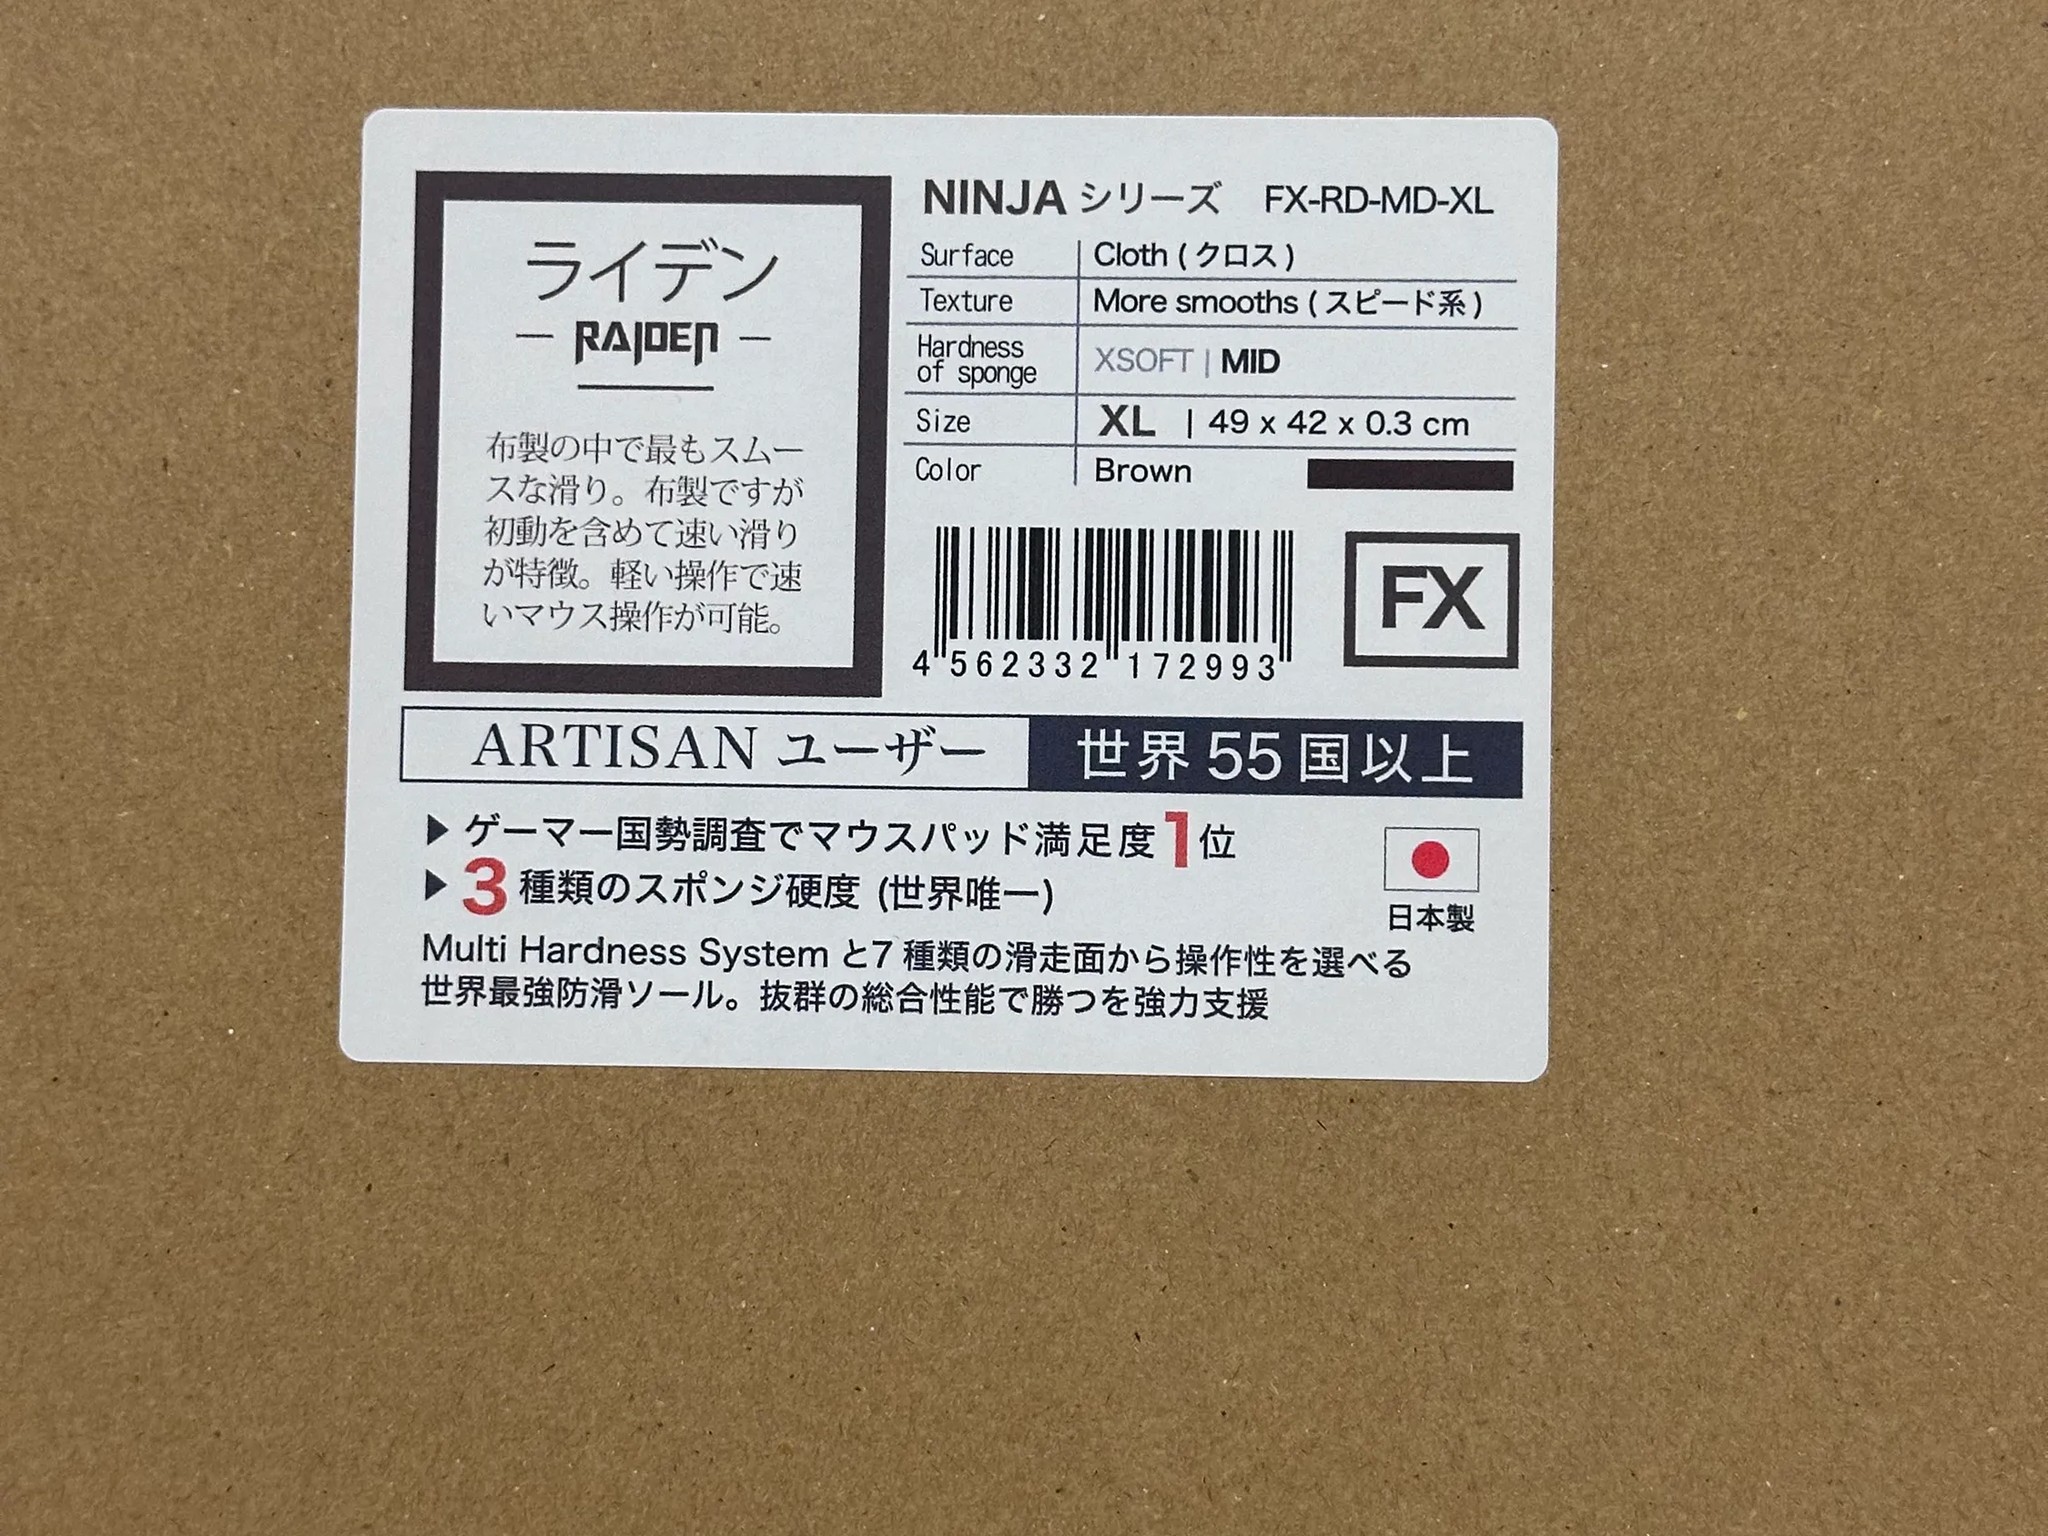 ライデン
RAIDEN
布製の中で最もスムー
スな滑り。布製ですが
初動を含めて速い滑り
が特徴。軽い操作で速
いマウス操作が可能。
NINJA シリーズ FX-RD-MD-XL
Surface Cloth ( クロス )
Texture More smooths ( スピード系 )
Hardness
of sponge XSOFT | MID
Size XL | 49 x 42 x 0.3 cm
Color Brown
4 562332 172993
FX
ARTISAN ユーザー 世界 55 国以上
▶ ゲーマー国勢調査でマウスパッド満足度 1 位
▶ 3 種類のスポンジ硬度 (世界唯一)
日本製
Multi Hardness System と7 種類の滑走面から操作性を選べる
世界最強防滑ソール。抜群の総合性能で勝つを強力支援